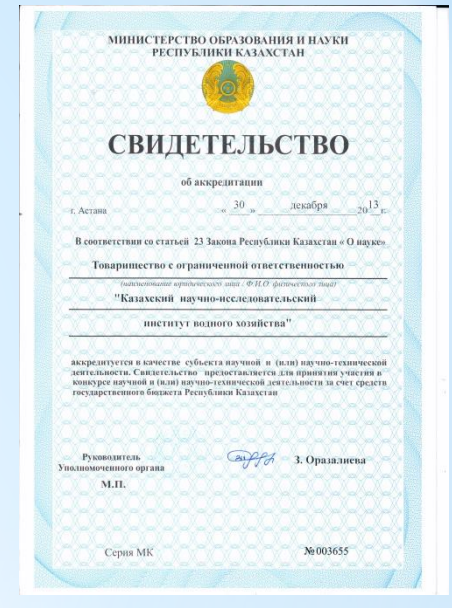 МИНИСТЕРСТВО ОБРАЗОВАНИЯ И НАУКИ
РЕСПУБЛИКИ КАЗАХСТАН
СВИДЕТЕЛЬСТВО
об аккредитации
г. Астана « 30 » декабря 2013 г.
В соответствии со статьей 23 Закона Республики Казахстан « О науке»
Товарищество с ограниченной ответственностью
(наименование юридического лица / Ф.И.О. физического лица)
"Казахский научно-исследовательский
институт водного хозяйства"
аккредитуется в качестве субъекта научной и (или) научно-технической
деятельности. Свидетельство предоставляется для принятия участия в
конкурсе научной и (или) научно-технической деятельности за счет средств
государственного бюджета Республики Казахстан
Руководитель
Уполномоченного органа
З. Оразалиева
М.П.
Серия МК №003655